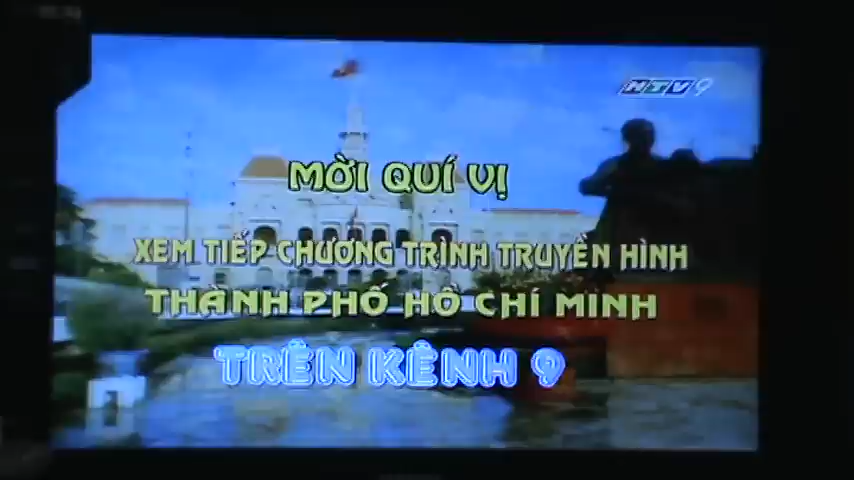 HTV9
MỜI QUÍ VỊ
XEM TIẾP CHƯƠNG TRÌNH TRUYỀN HÌNH
THÀNH PHỐ HỒ CHÍ MINH
TRÊN KÊNH 9